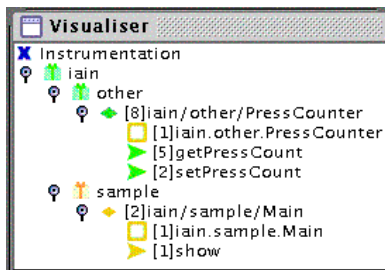 Visualiser
Instrumentation
iain
other
[8]iain/other/PressCounter
[1]iain.other.PressCounter
[5]getPressCount
[2]setPressCount
sample
[2]iain/sample/Main
[1]iain.sample.Main
[1]show